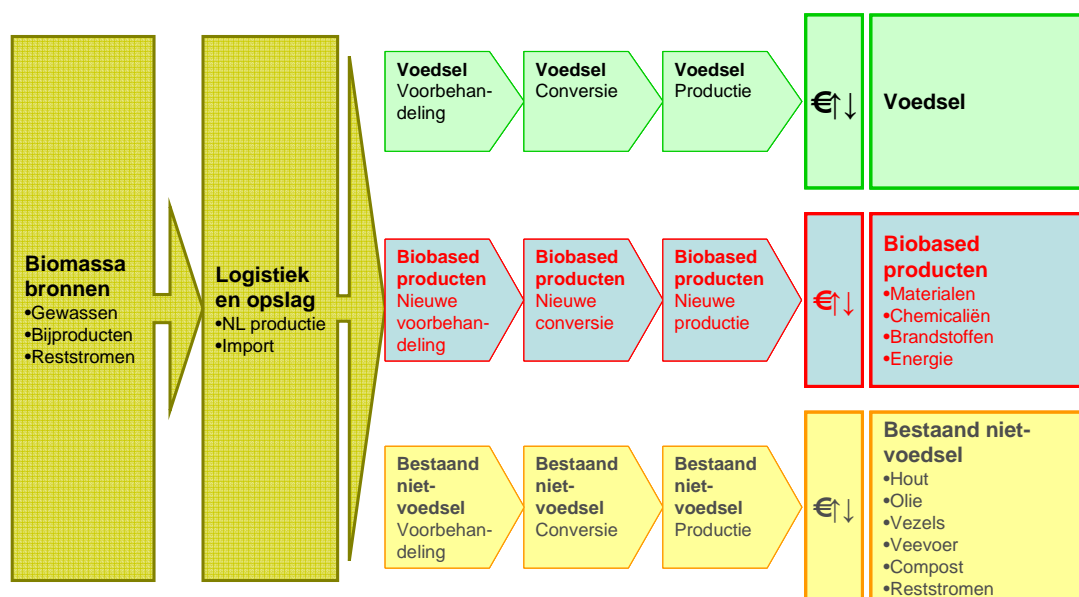 Biomassa
bronnen
•Gewassen
•Bijproducten
•Reststromen
Logistiek
en opslag
•NL productie
•Import
Voedsel
Voorbehan-
deling
Voedsel
Conversie
Voedsel
Productie
€↑↓
Voedsel
Biobased
producten
Nieuwe
voorbehan-
deling
Biobased
producten
Nieuwe
conversie
Biobased
producten
Nieuwe
productie
€↑↓
Biobased
producten
•Materialen
•Chemicaliën
•Brandstoffen
•Energie
Bestaand
niet-
voedsel
Voorbehan-
deling
Bestaand
niet-
voedsel
Conversie
Bestaand
niet-
voedsel
Productie
€↑↓
Bestaand niet-
voedsel
•Hout
•Olie
•Vezels
•Veevoer
•Compost
•Reststromen